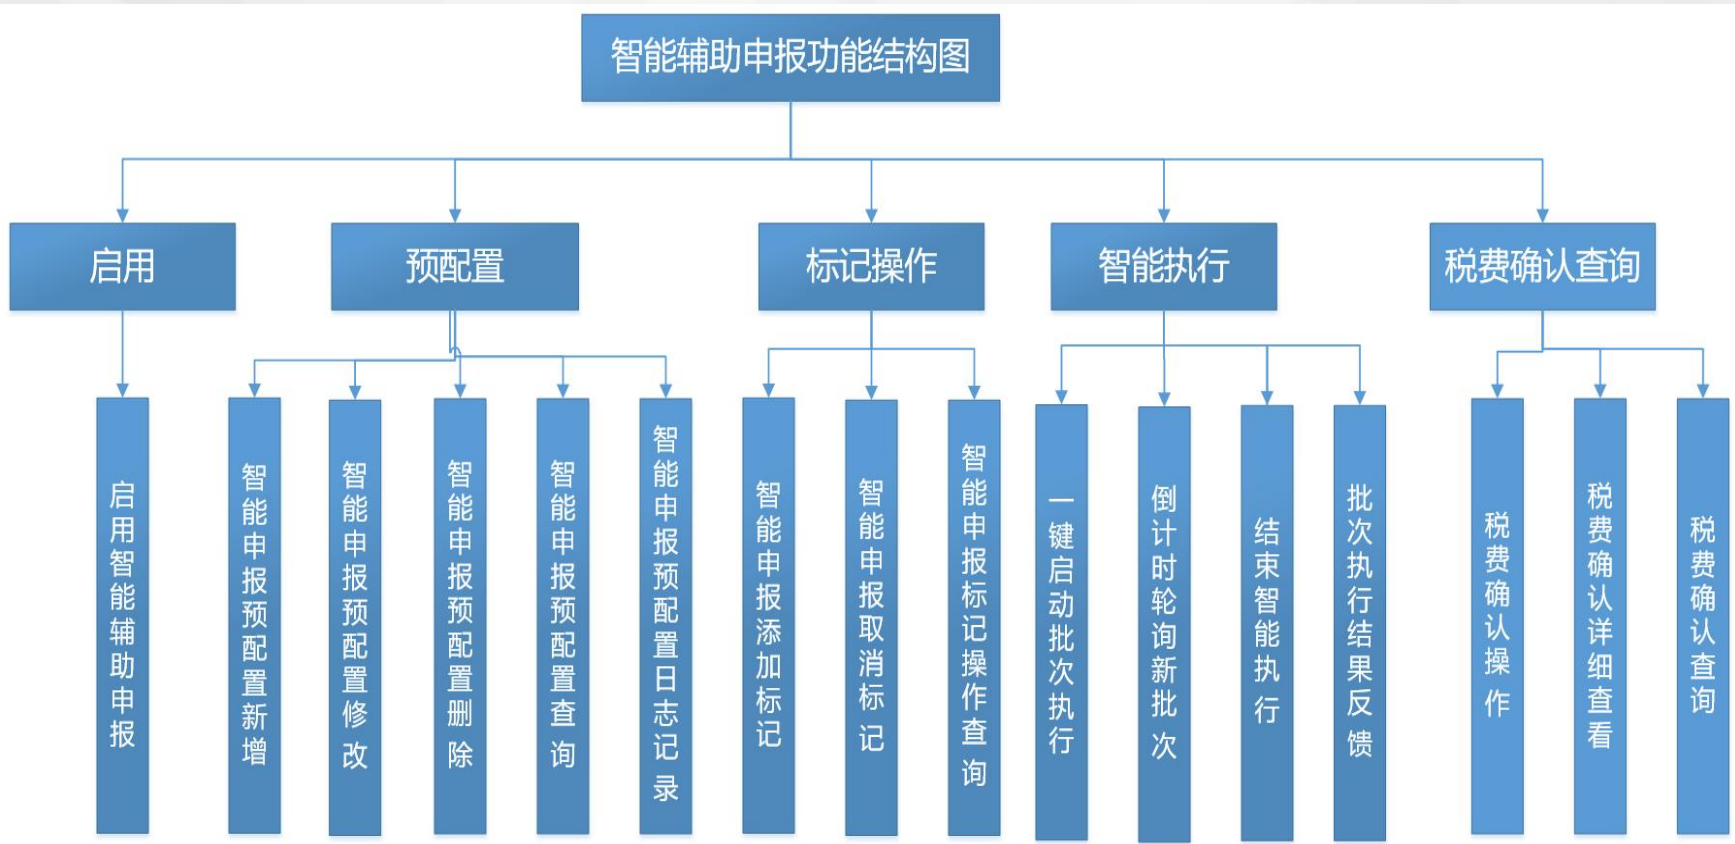 智能辅助申报功能结构图
启用
预配置
标记操作
智能执行
税费确认查询
启用智能辅助申报
智能申报预配置新增
智能申报预配置修改
智能申报预配置删除
智能申报预配置查询
智能申报预配置日志记录
智能申报添加标记
智能申报取消标记
智能申报标记操作查询
一键启动批次执行
倒计时轮询新批次
结束智能执行
批次执行结果反馈
税费确认操作
税费确认详细查看
税费确认查询